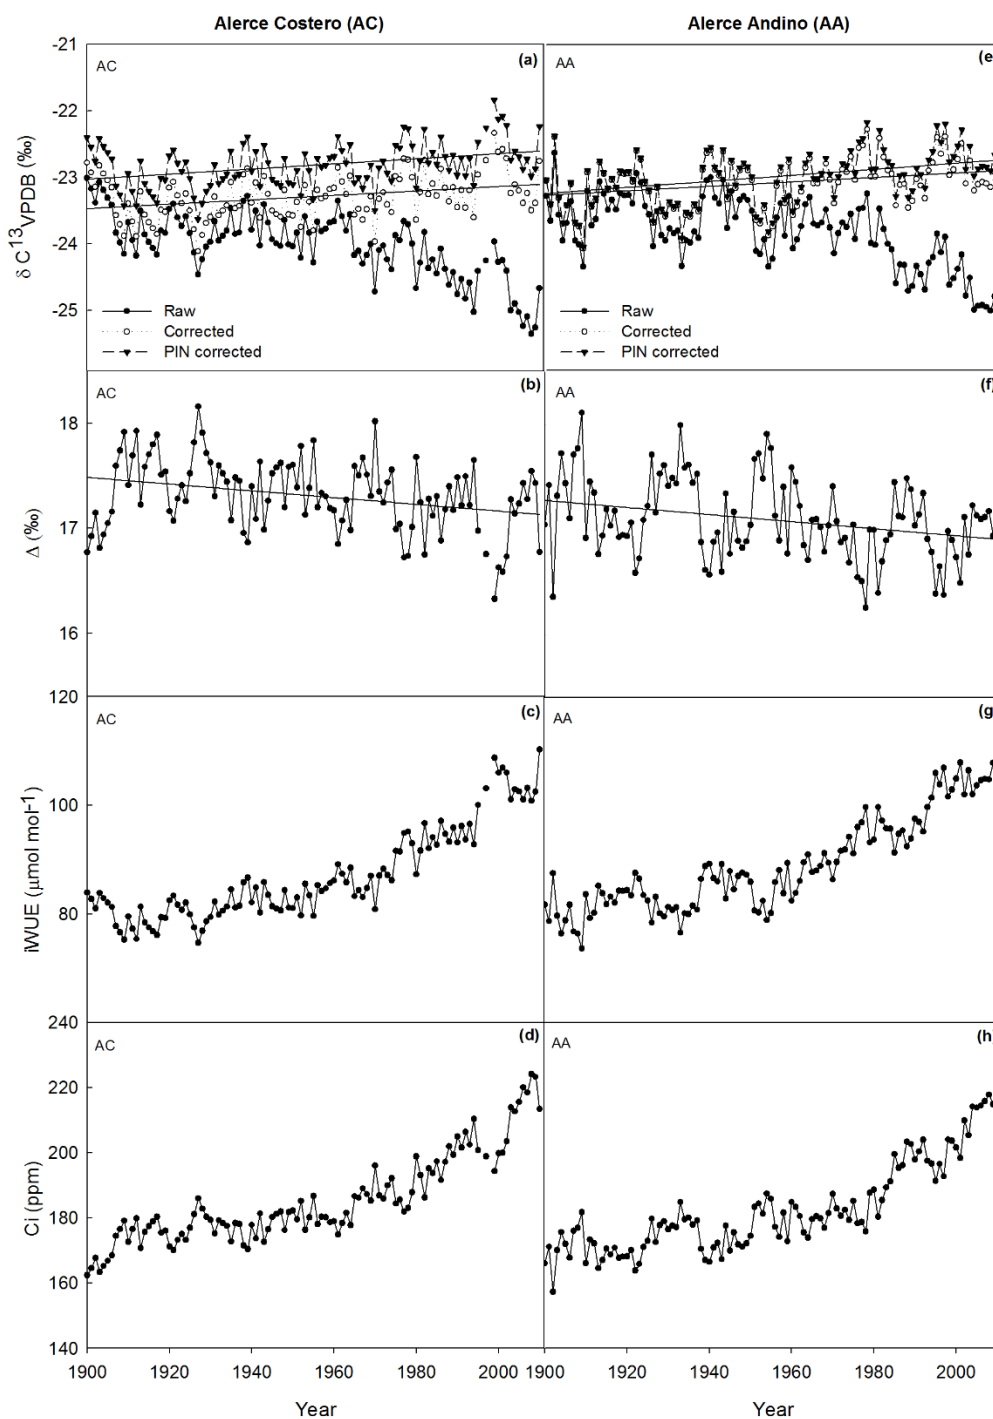 Alerce Costero (AC)
Alerce Andino (AA)
-21
-22
-23
-24
-25
δ C13VPDB (‰)
AC
(a)
Raw
Corrected
PIN corrected
AA
(e)
Raw
Corrected
PIN corrected
18
17
16
Δ (‰)
AC
(b)
AA
(f)
120
100
80
iWUE (μmol mol-1)
AC
(c)
AA
(g)
240
220
200
180
160
140
Ci (ppm)
AC
(d)
AA
(h)
1900 1920 1940 1960 1980 2000 1900 1920 1940 1960 1980 2000
Year
Year